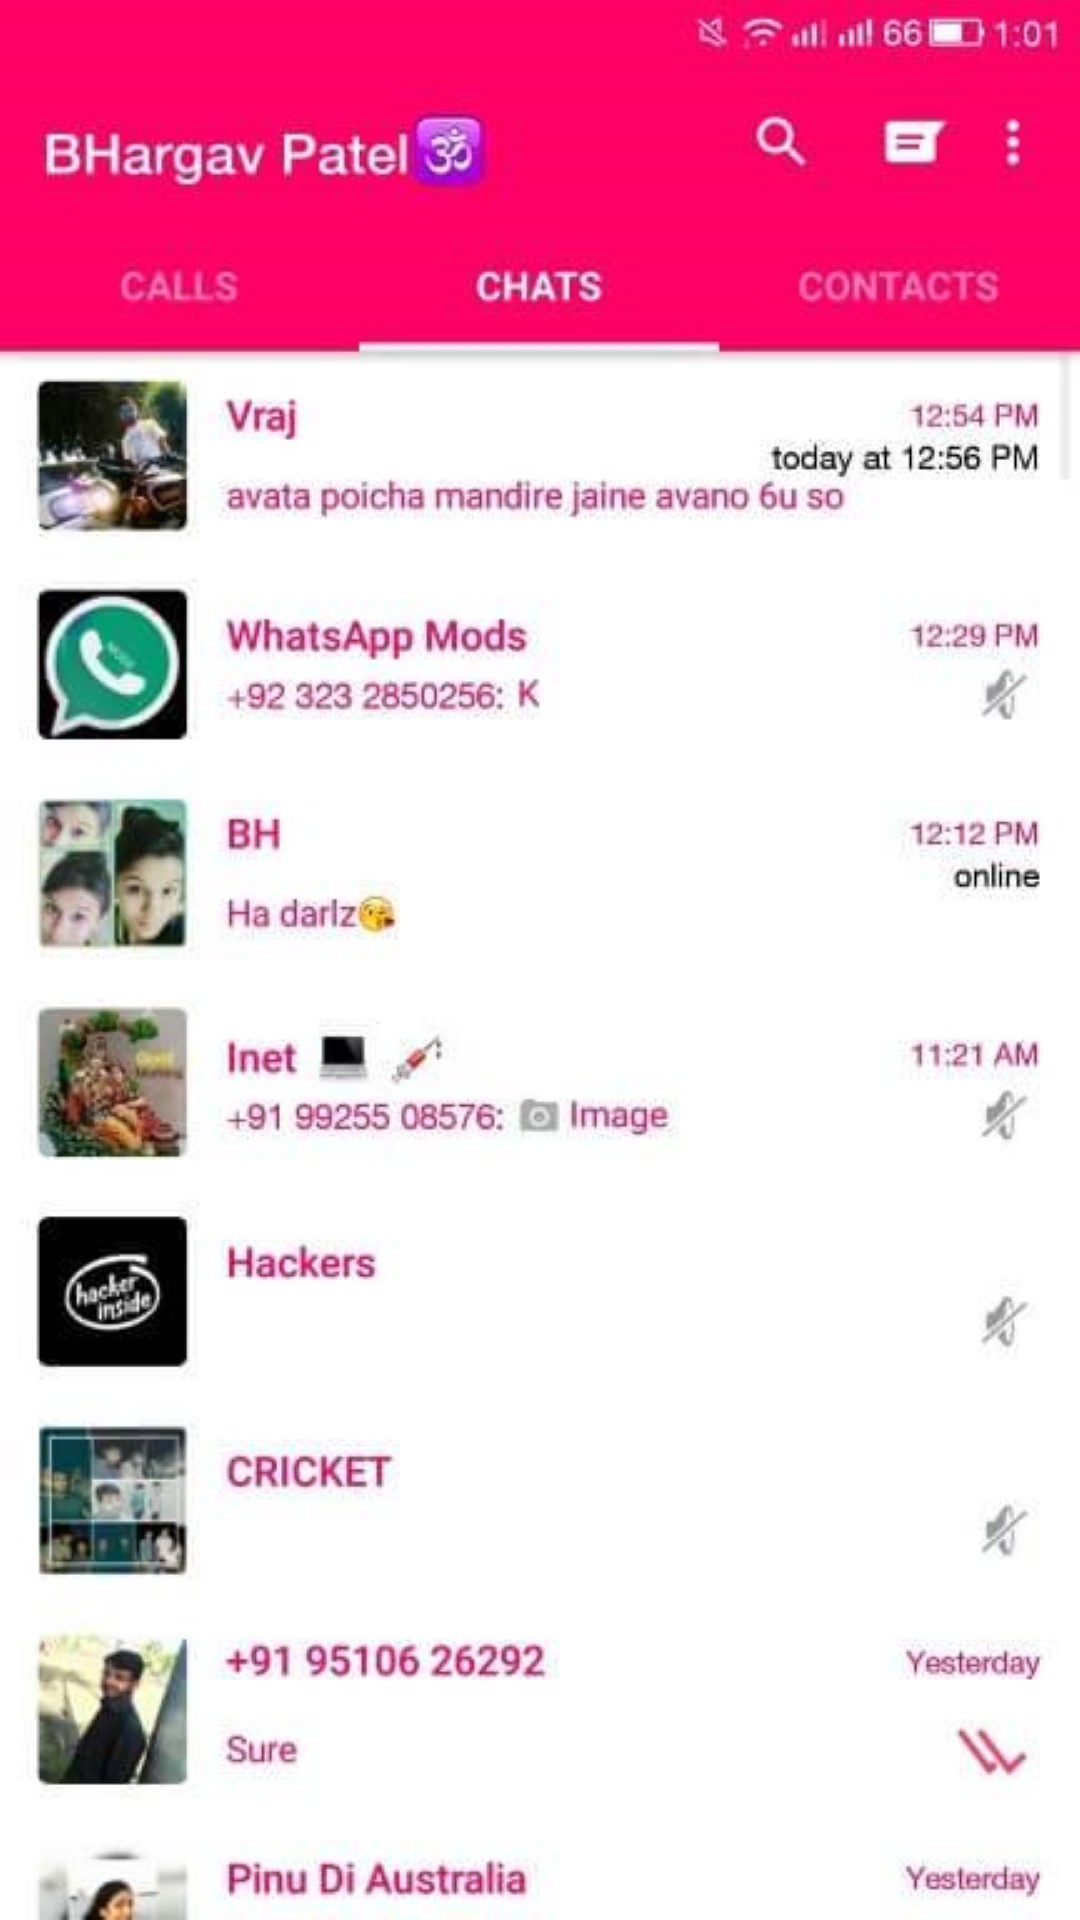 66 1:01
BHargav Patel🕉
CALLS CHATS CONTACTS
Vraj 12:54 PM
today at 12:56 PM
avata poicha mandire jaine avano 6u so
WhatsApp Mods 12:29 PM
+92 323 2850256: K
BH 12:12 PM
online
Ha darlz😘
Inet 💻 💉 11:21 AM
+91 99255 08576: 📷 Image
Hackers
hacker
inside
CRICKET
+91 95106 26292 Yesterday
Sure
Pinu Di Australia Yesterday